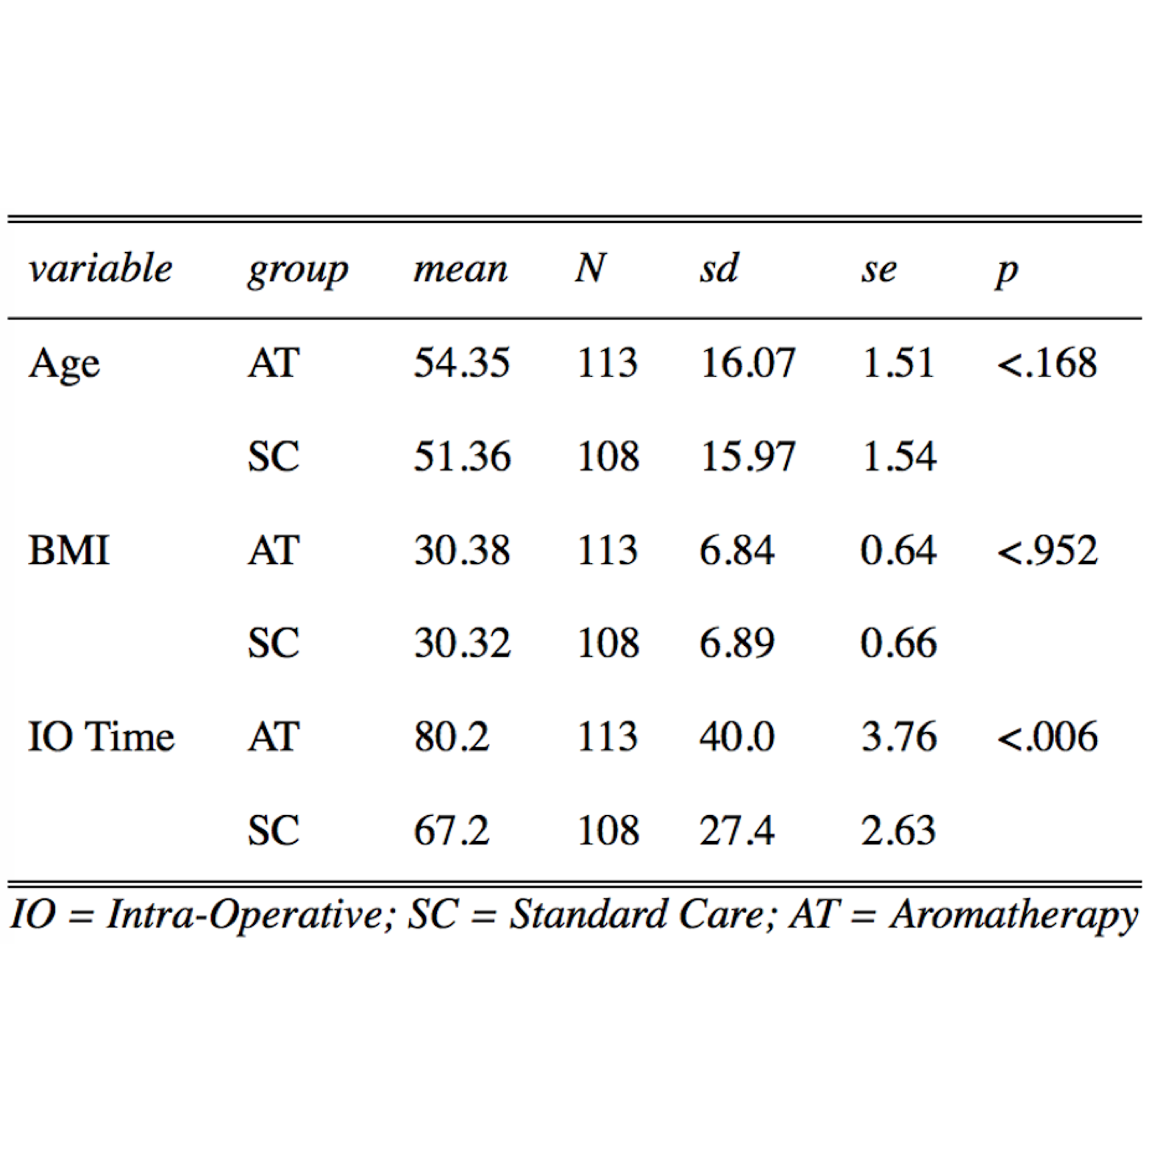 variable group mean N sd se p
Age AT 54.35 113 16.07 1.51 <.168
SC 51.36 108 15.97 1.54
BMI AT 30.38 113 6.84 0.64 <.952
SC 30.32 108 6.89 0.66
IO Time AT 80.2 113 40.0 3.76 <.006
SC 67.2 108 27.4 2.63
IO = Intra-Operative; SC = Standard Care; AT = Aromatherapy